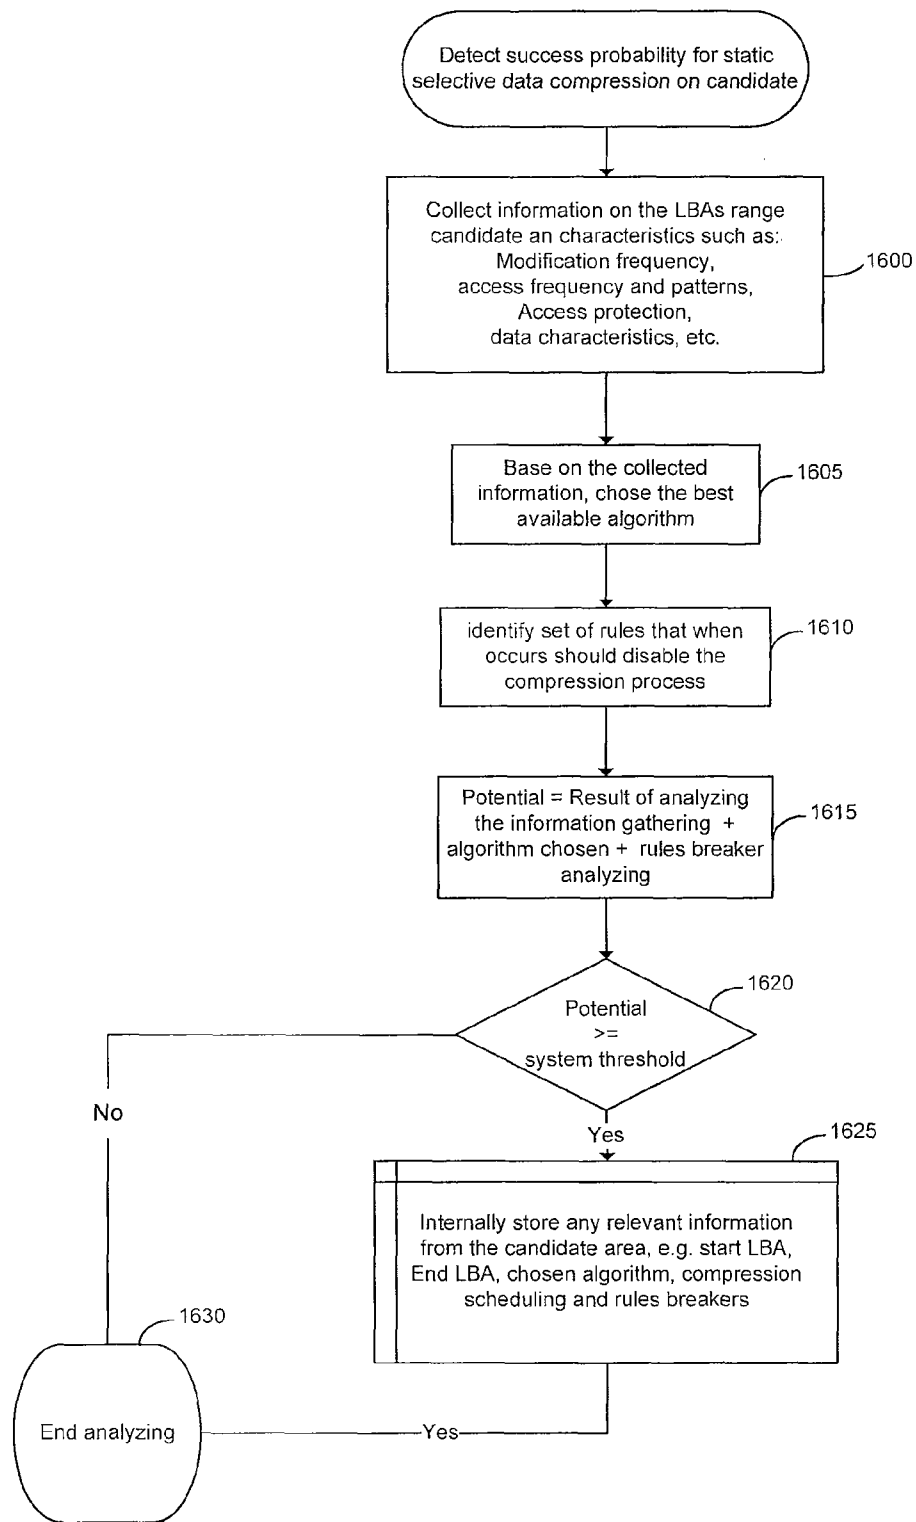 Detect success probability for static
selective data compression on candidate
Collect information on the LBAs range
candidate an characteristics such as:
Modification frequency,
access frequency and patterns,
Access protection,
data characteristics, etc.
1600
Base on the collected
information, chose the best
available algorithm
1605
identify set of rules that when
occurs should disable the
compression process
1610
Potential = Result of analyzing
the information gathering +
algorithm chosen + rules breaker
analyzing
1615
Potential
>=
system threshold
1620
No
Yes
1625
Internally store any relevant information
from the candidate area, e.g. start LBA,
End LBA, chosen algorithm, compression
scheduling and rules breakers
1630
End analyzing
Yes